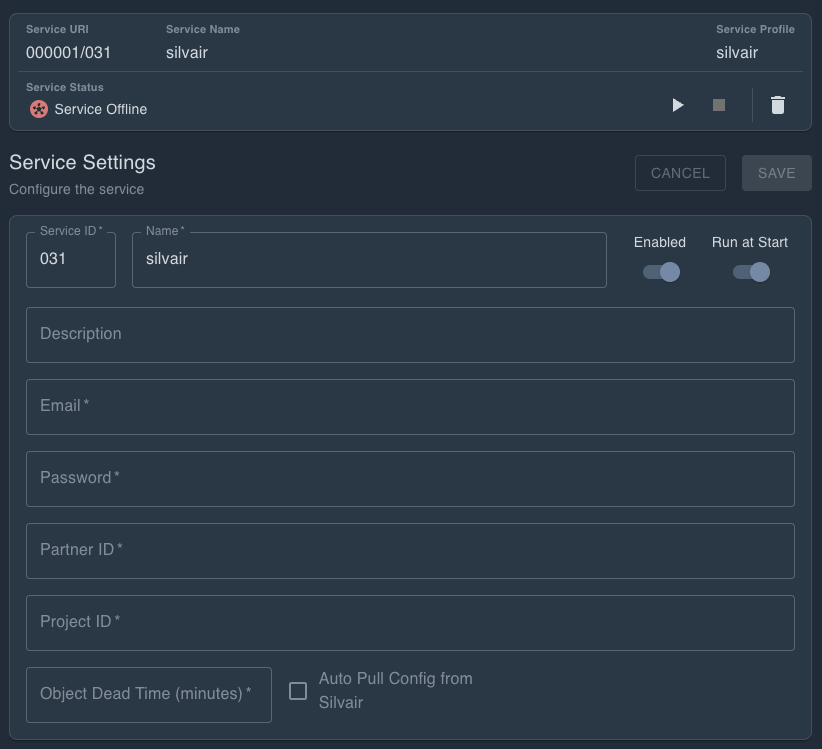 Service URI Service Name Service Profile
000001/031 silvair silvair
Service Status
Service Offline
Service Settings
Configure the service
CANCEL SAVE
Service ID * Name * Enabled Run at Start
031 silvair
Description
Email *
Password *
Partner ID *
Project ID *
Object Dead Time (minutes) * Auto Pull Config from
Silvair